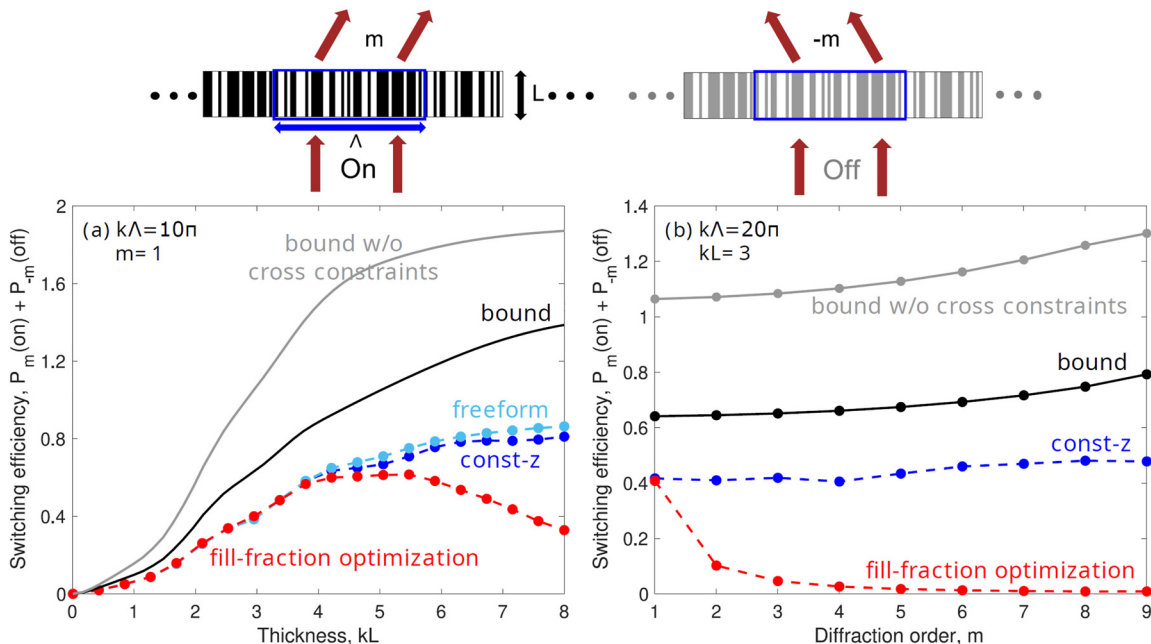 m
-m
L
Λ
On
Off
(a) kΛ=10π
m= 1
bound w/o
cross constraints
bound
freeform
const-z
fill-fraction optimization
Switching efficiency, P_m(on) + P_-m(off)
0
0.4
0.8
1.2
1.6
2
0 1 2 3 4 5 6 7 8
Thickness, kL
(b) kΛ=20π
kL= 3
bound w/o cross constraints
bound
const-z
fill-fraction optimization
Switching efficiency, P_m(on) + P_-m(off)
0
0.2
0.4
0.6
0.8
1
1.2
1.4
1 2 3 4 5 6 7 8 9
Diffraction order, m